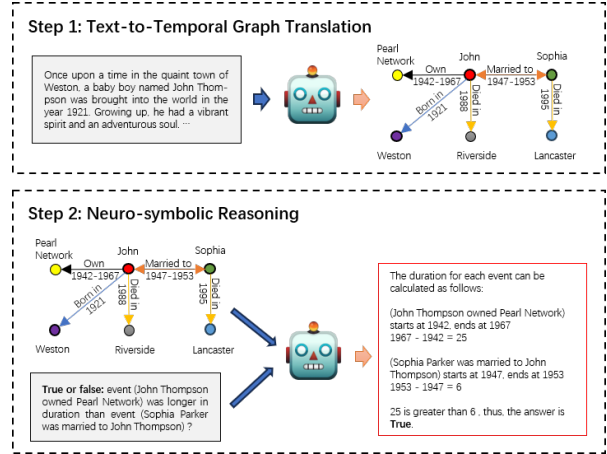 Step 1: Text-to-Temporal Graph Translation
Once upon a time in the quaint town of
Weston, a baby boy named John Thom-
pson was brought into the world in the
year 1921. Growing up, he had a vibrant
spirit and an adventurous soul. ...
Pearl
Network
John
Sophia
Own
1942-1967
Married to
1947-1953
Born in
1921
Died in
1988
Died in
1995
Weston
Riverside
Lancaster
Step 2: Neuro-symbolic Reasoning
Pearl
Network
John
Sophia
Own
1942-1967
Married to
1947-1953
Born in
1921
Died in
1988
Died in
1995
Weston
Riverside
Lancaster
True or false: event (John Thompson
owned Pearl Network) was longer in
duration than event (Sophia Parker
was married to John Thompson) ?
The duration for each event can be
calculated as follows:
(John Thompson owned Pearl Network)
starts at 1942, ends at 1967
1967 - 1942 = 25
(Sophia Parker was married to John
Thompson) starts at 1947, ends at 1953
1953 - 1947 = 6
25 is greater than 6 , thus, the answer is
True.